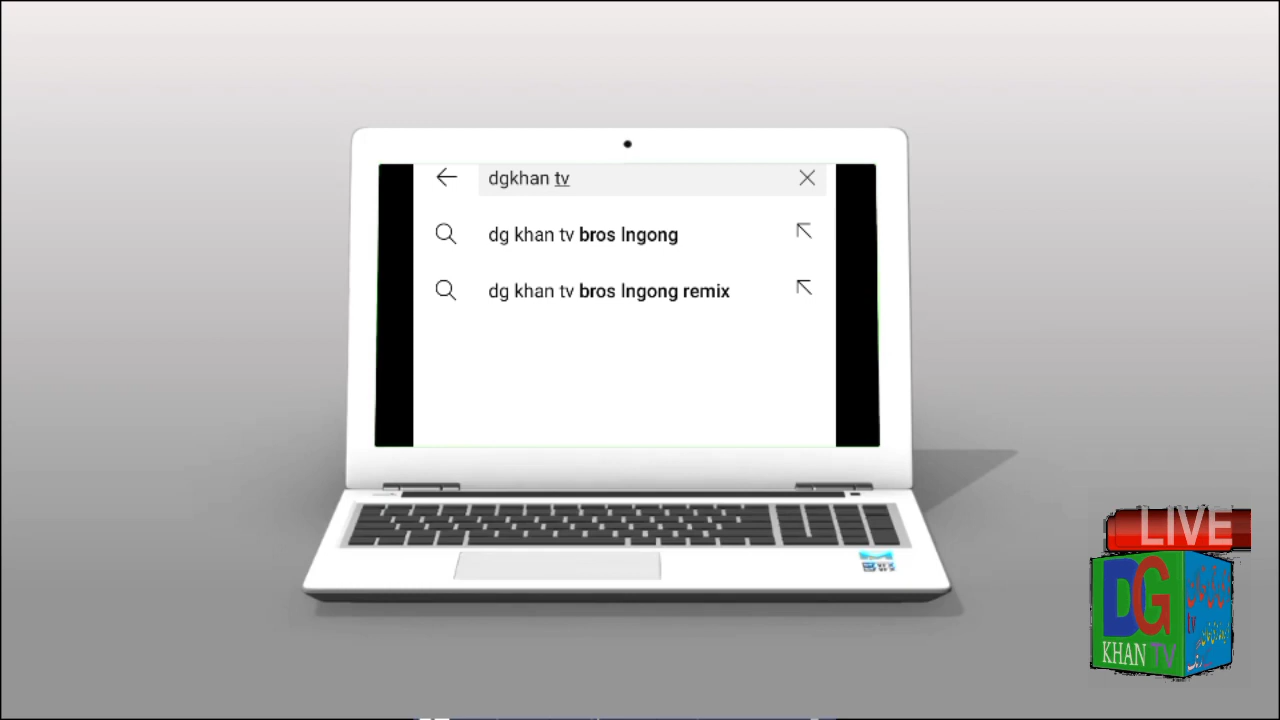 dgkhan tv
dg khan tv bros lngong
dg khan tv bros lngong remix
LIVE
DG
KHAN TV
tv